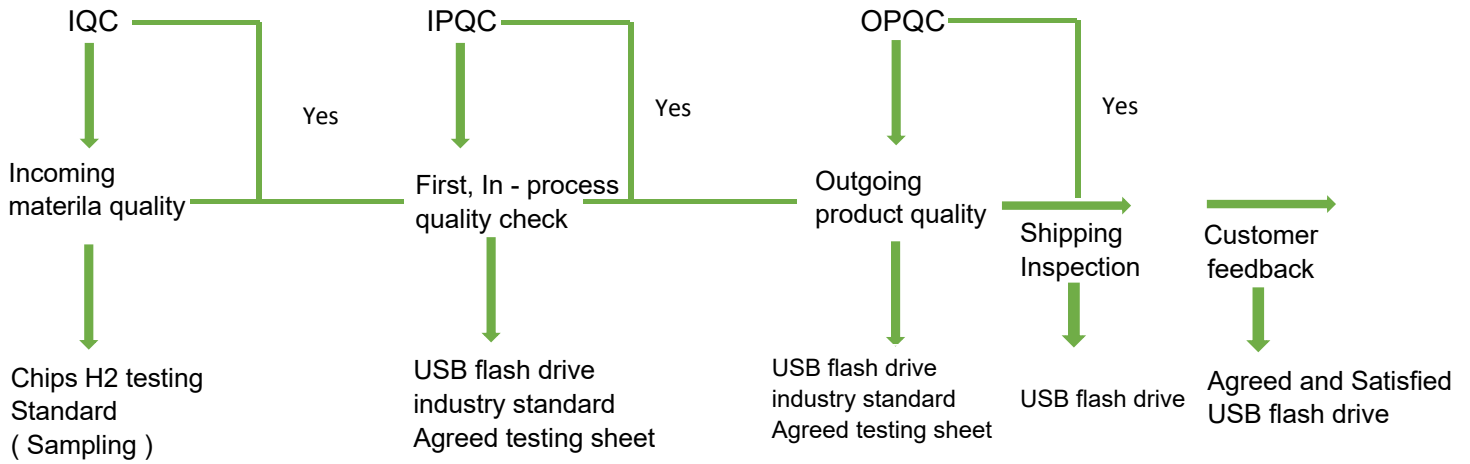 IQC
IPQC
OPQC
Yes
Yes
Yes
Incoming
materila quality
First, In - process
quality check
Outgoing
product quality
Shipping
Inspection
Customer
feedback
Chips H2 testing
Standard
( Sampling )
USB flash drive
industry standard
Agreed testing sheet
USB flash drive
industry standard
Agreed testing sheet
USB flash drive
Agreed and Satisfied
USB flash drive